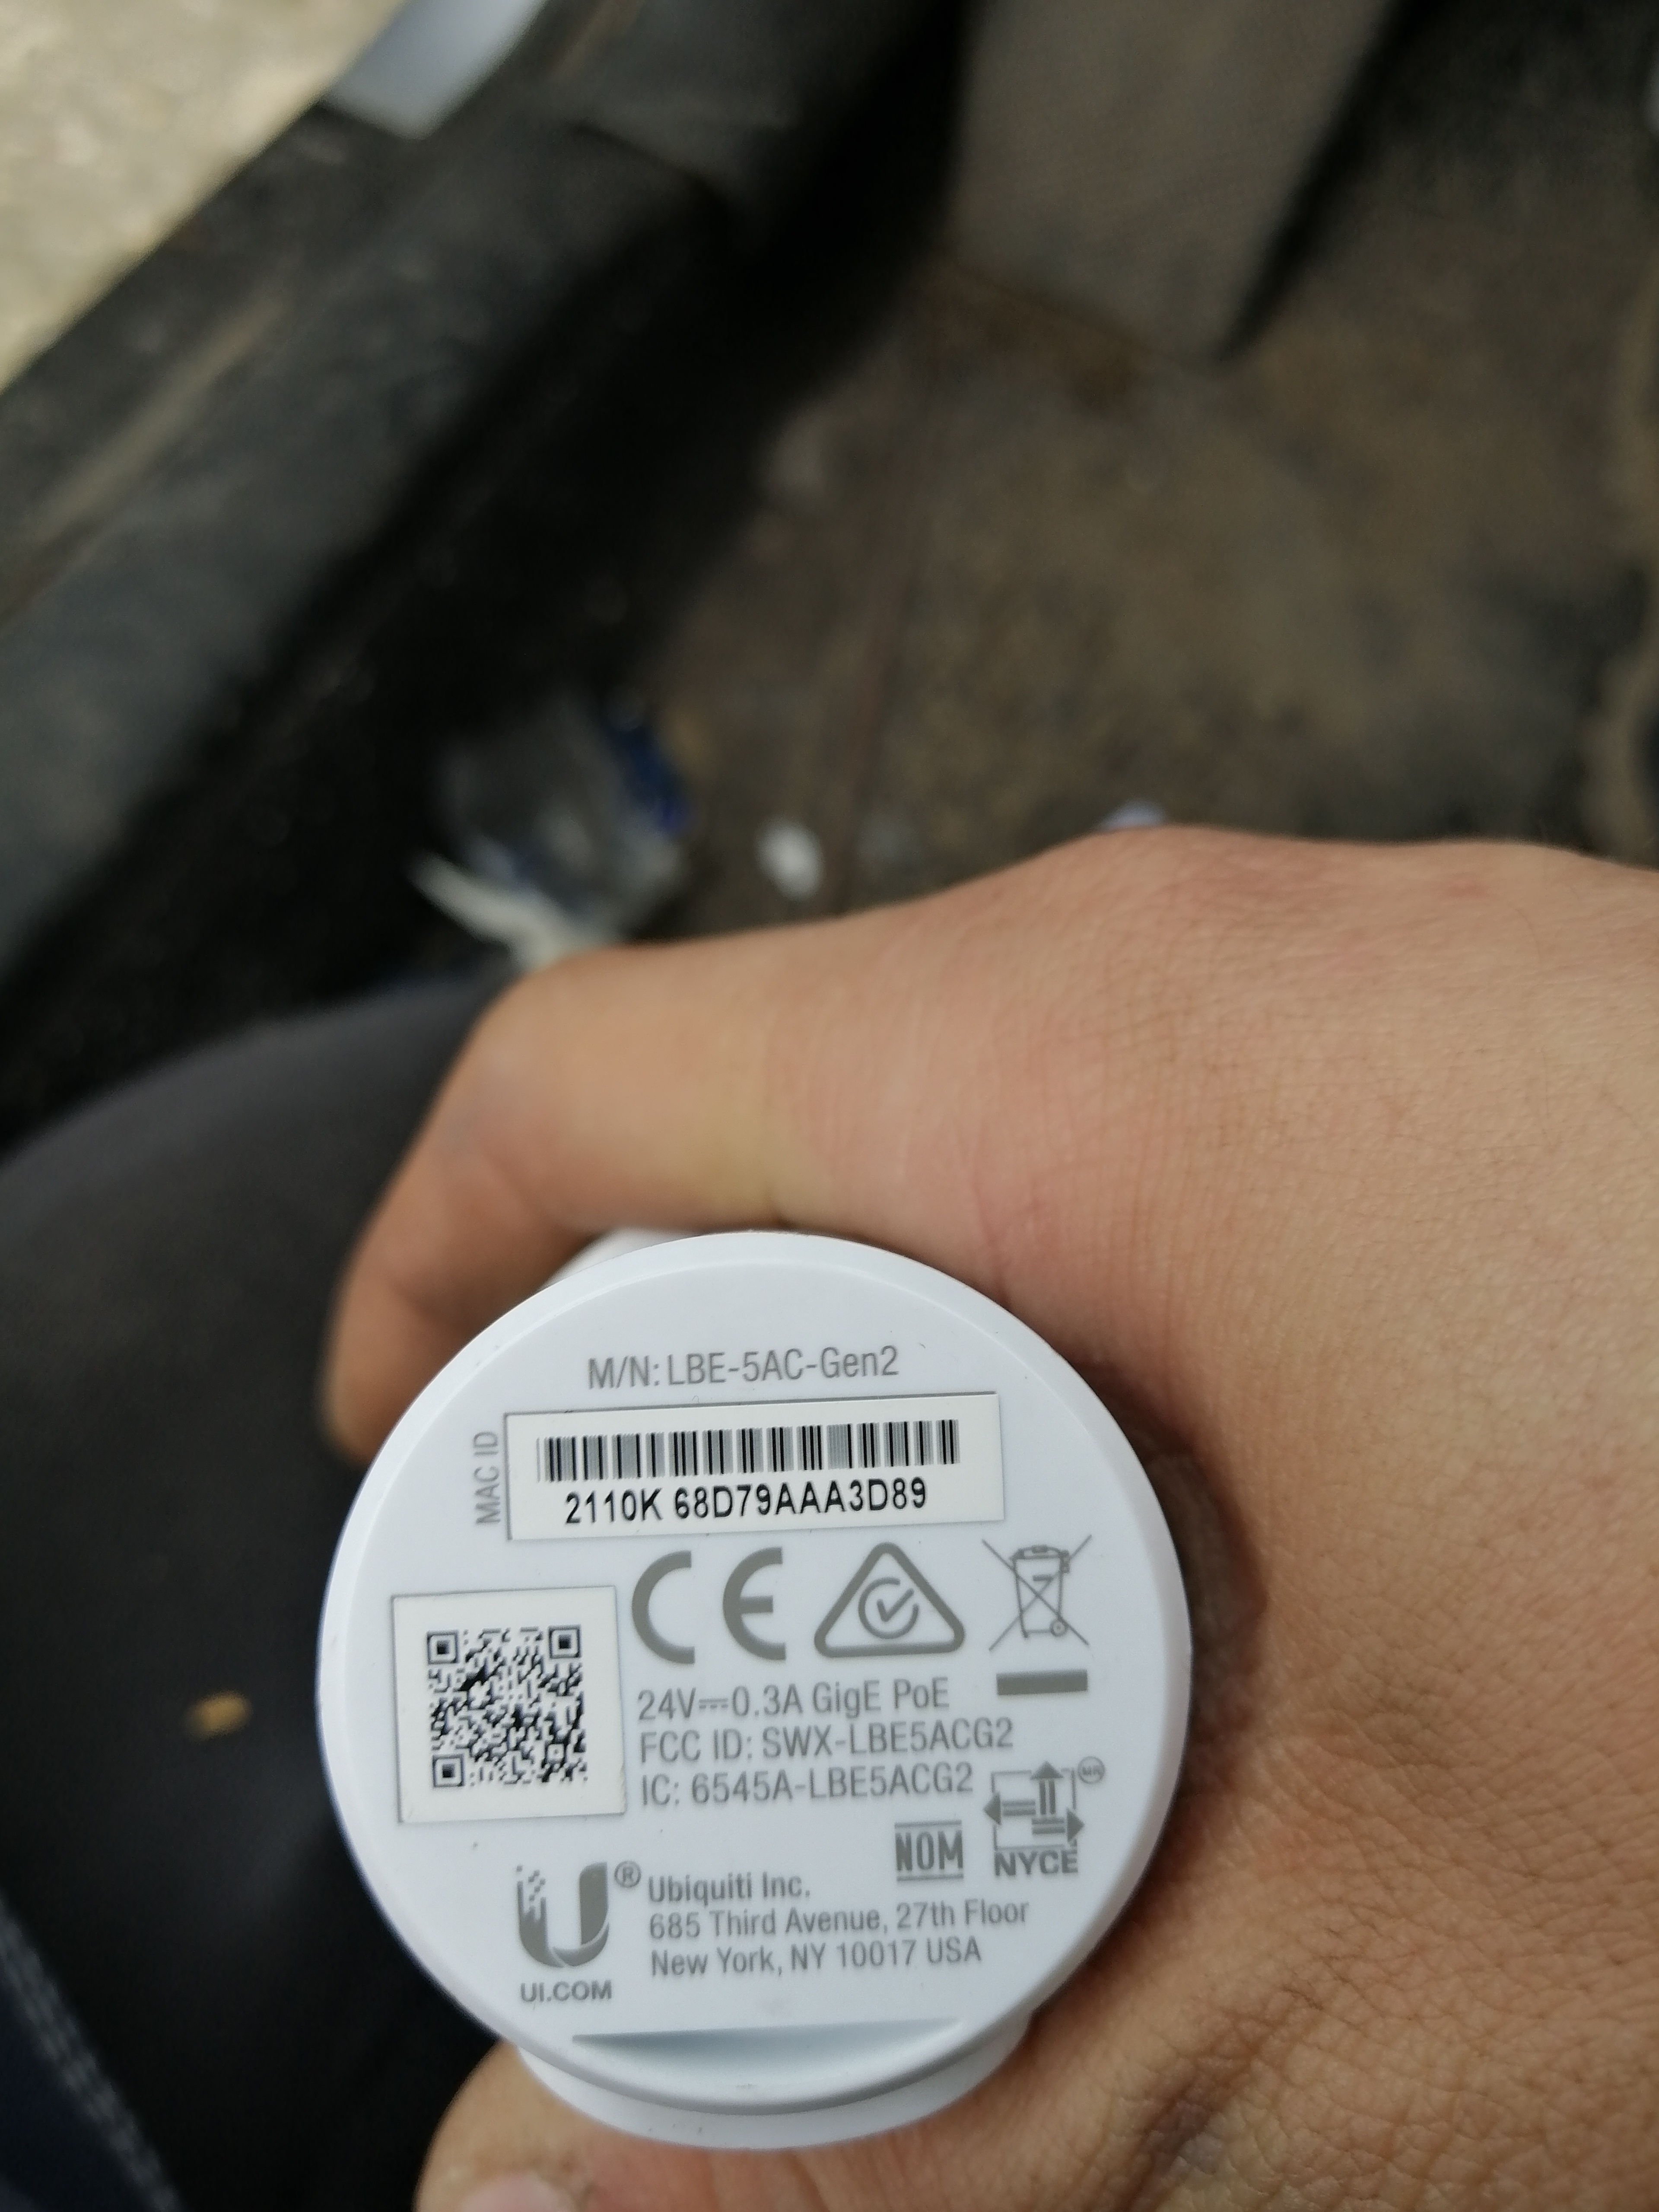 M/N: LBE-5AC-Gen2
MAC ID
2110K 68D79AAA3D89
CE
24V⎓0.3A GigE PoE
FCC ID: SWX-LBE5ACG2
IC: 6545A-LBE5ACG2
MR
NOM
NYCE
U®
Ubiquiti Inc.
685 Third Avenue, 27th Floor
New York, NY 10017 USA
UI.COM